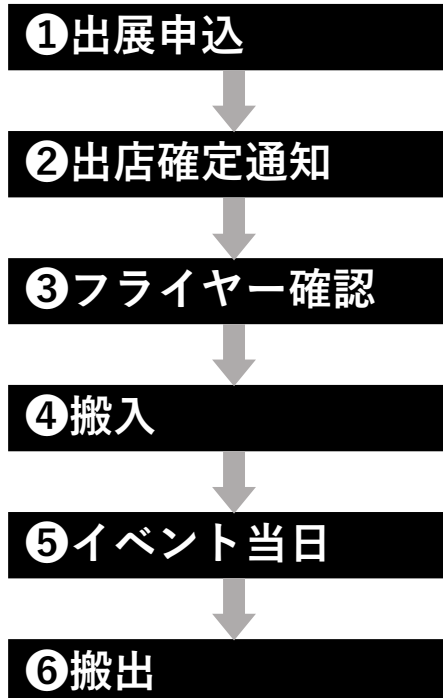 ❶出展申込
❷出店確定通知
❸フライヤー確認
❹搬入
❺イベント当日
❻搬出